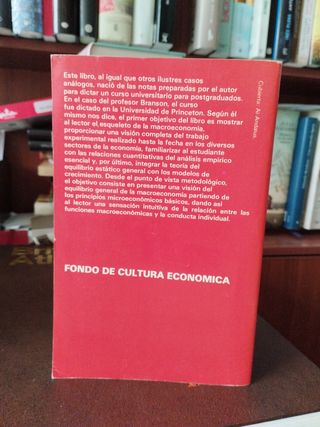 Este libro, al igual que otros ilustres casos
análogos, nació de las notas preparadas por el autor
para dictar un curso universitario para postgraduados.
En el caso del profesor Branson, el curso
fue dictado en la Universidad de Princeton. Según él
mismo nos dice, el primer objetivo del libro es mostrar
al lector el esqueleto de la macroeconomía,
proporcionar una visión completa del trabajo
experimental realizado hasta la fecha en los diversos
sectores de la economía, familiarizar al estudiante
con las relaciones cuantitativas del análisis empírico
esencial y, por último, integrar la teoría del
equilibrio estático general con los modelos de
crecimiento. Desde el punto de vista metodológico,
el objetivo consiste en presentar una visión del
equilibrio general de la macroeconomía partiendo de
los principios microeconómicos básicos, dando así
al lector una sensación intuitiva de la relación entre las
funciones macroeconómicas y la conducta individual.
FONDO DE CULTURA ECONOMICA
Cubierta: Al-Andalus